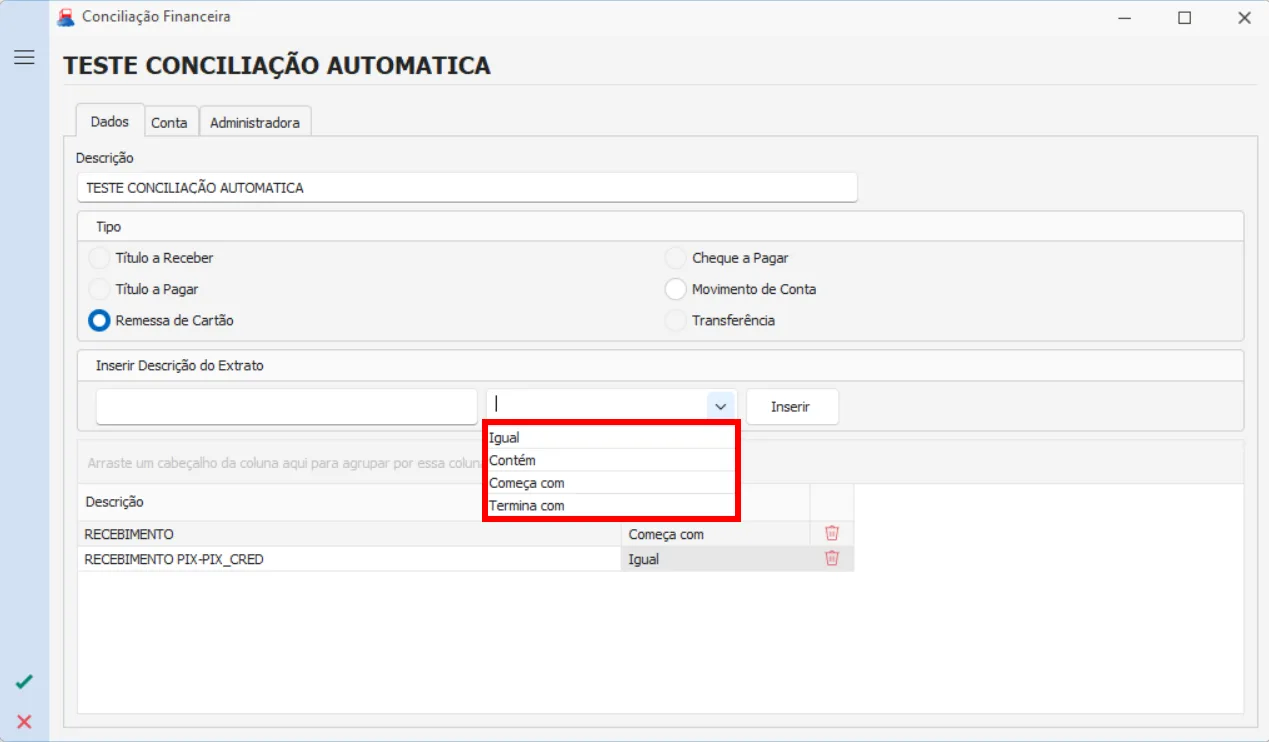 Conciliação Financeira
TESTE CONCILIAÇÃO AUTOMATICA
Dados Conta Administradora
Descrição
TESTE CONCILIAÇÃO AUTOMATICA
Tipo
Título a Receber Cheque a Pagar
Título a Pagar Movimento de Conta
Remessa de Cartão Transferência
Inserir Descrição do Extrato
Inserir
Igual
Contém
Começa com
Termina com
Arraste um cabeçalho da coluna aqui para agrupar por essa
Descrição
RECEBIMENTO Começa com
RECEBIMENTO PIX-PIX_CRED Igual